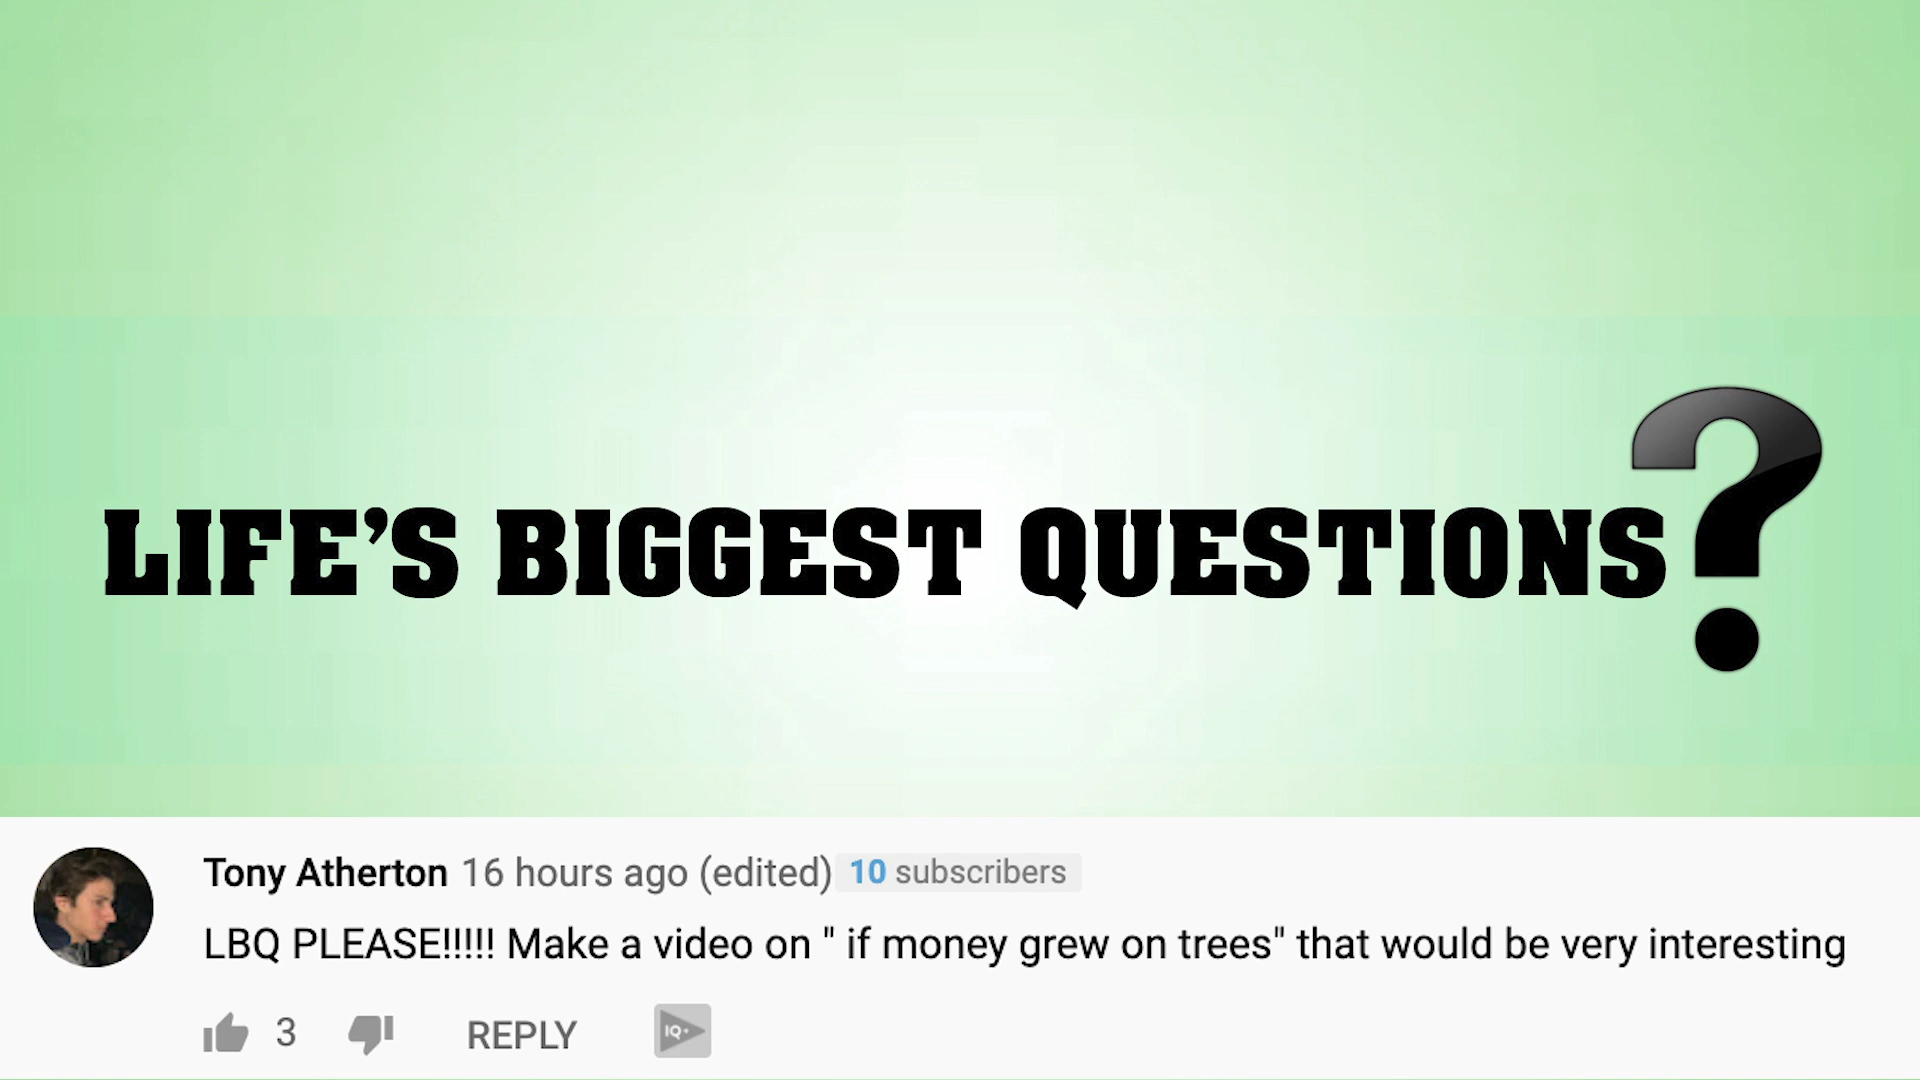 LIFE’S BIGGEST QUESTIONS?
Tony Atherton 16 hours ago (edited) 10 subscribers
LBQ PLEASE!!!!! Make a video on " if money grew on trees" that would be very interesting
3 REPLY IQ